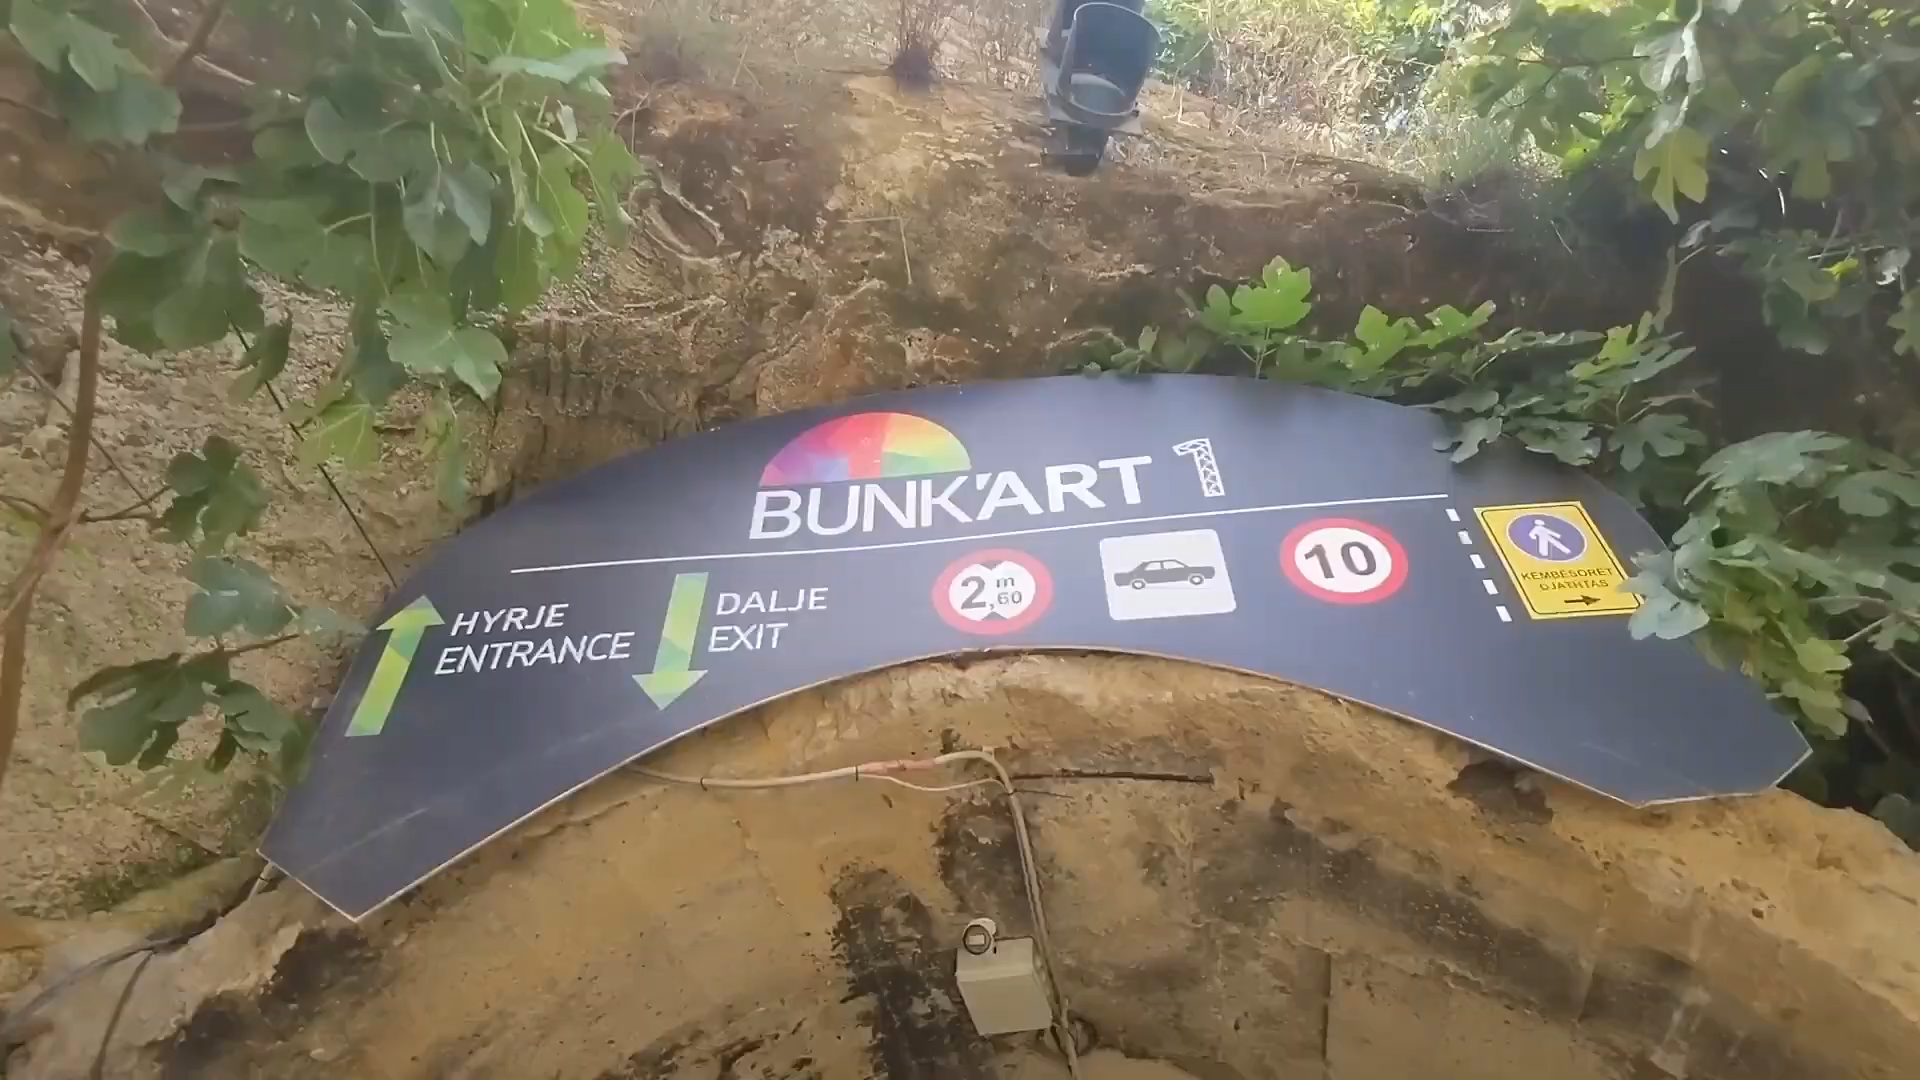 BUNK'ART 1
HYRJE
ENTRANCE
DALJE
EXIT
2,60 m
10
KEMBESORET
DJATHTAS